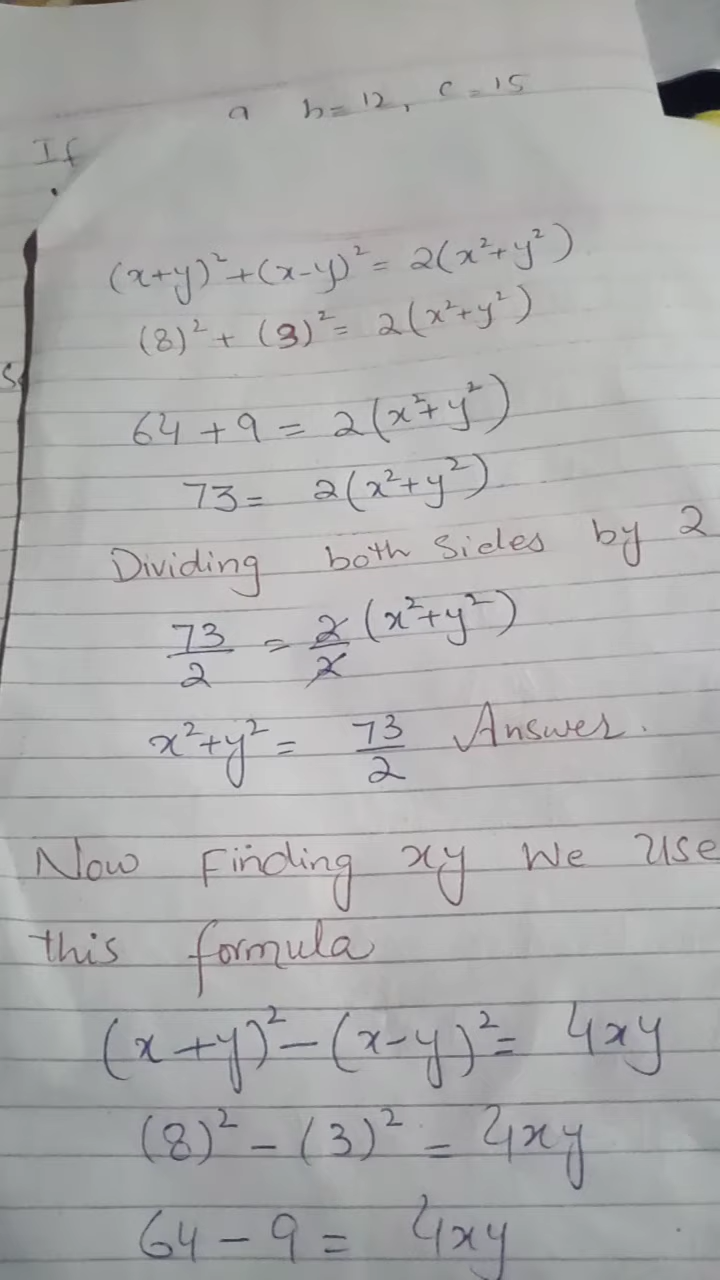 a b=12, c=15
If
(x+y)²+(x-y)²= 2(x²+y²)
(8)²+ (3)²= 2(x²+y²)
64+9= 2(x²+y²)
73= 2(x²+y²)
Dividing both Sides by 2
73/2 = 2/2 (x²+y²)
x²+y²= 73/2 Answer.
Now Finding xy We use
this formula
(x+y)²-(x-y)²= 4xy
(8)²-(3)²= 4xy
64-9= 4xy